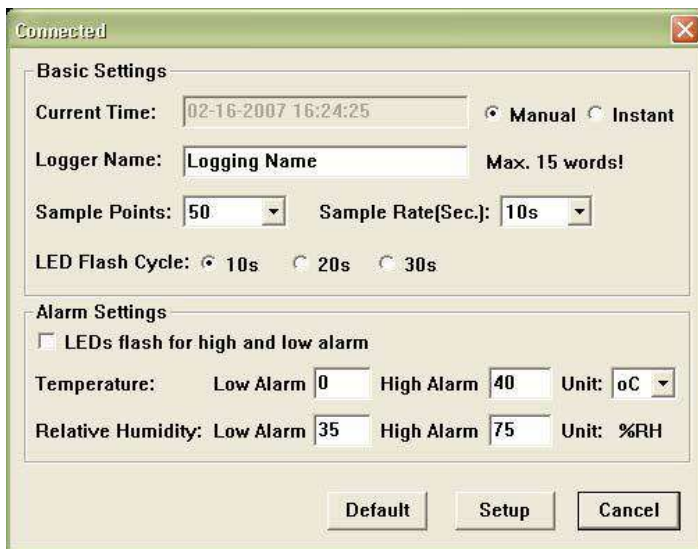 Connected
Basic Settings
Current Time: 02-16-2007 16:24:25 Manual Instant
Logger Name: Logging Name Max. 15 words!
Sample Points: 50 Sample Rate(Sec.): 10s
LED Flash Cycle: 10s 20s 30s
Alarm Settings
LEDs flash for high and low alarm
Temperature: Low Alarm 0 High Alarm 40 Unit: oC
Relative Humidity: Low Alarm 35 High Alarm 75 Unit: %RH
Default Setup Cancel